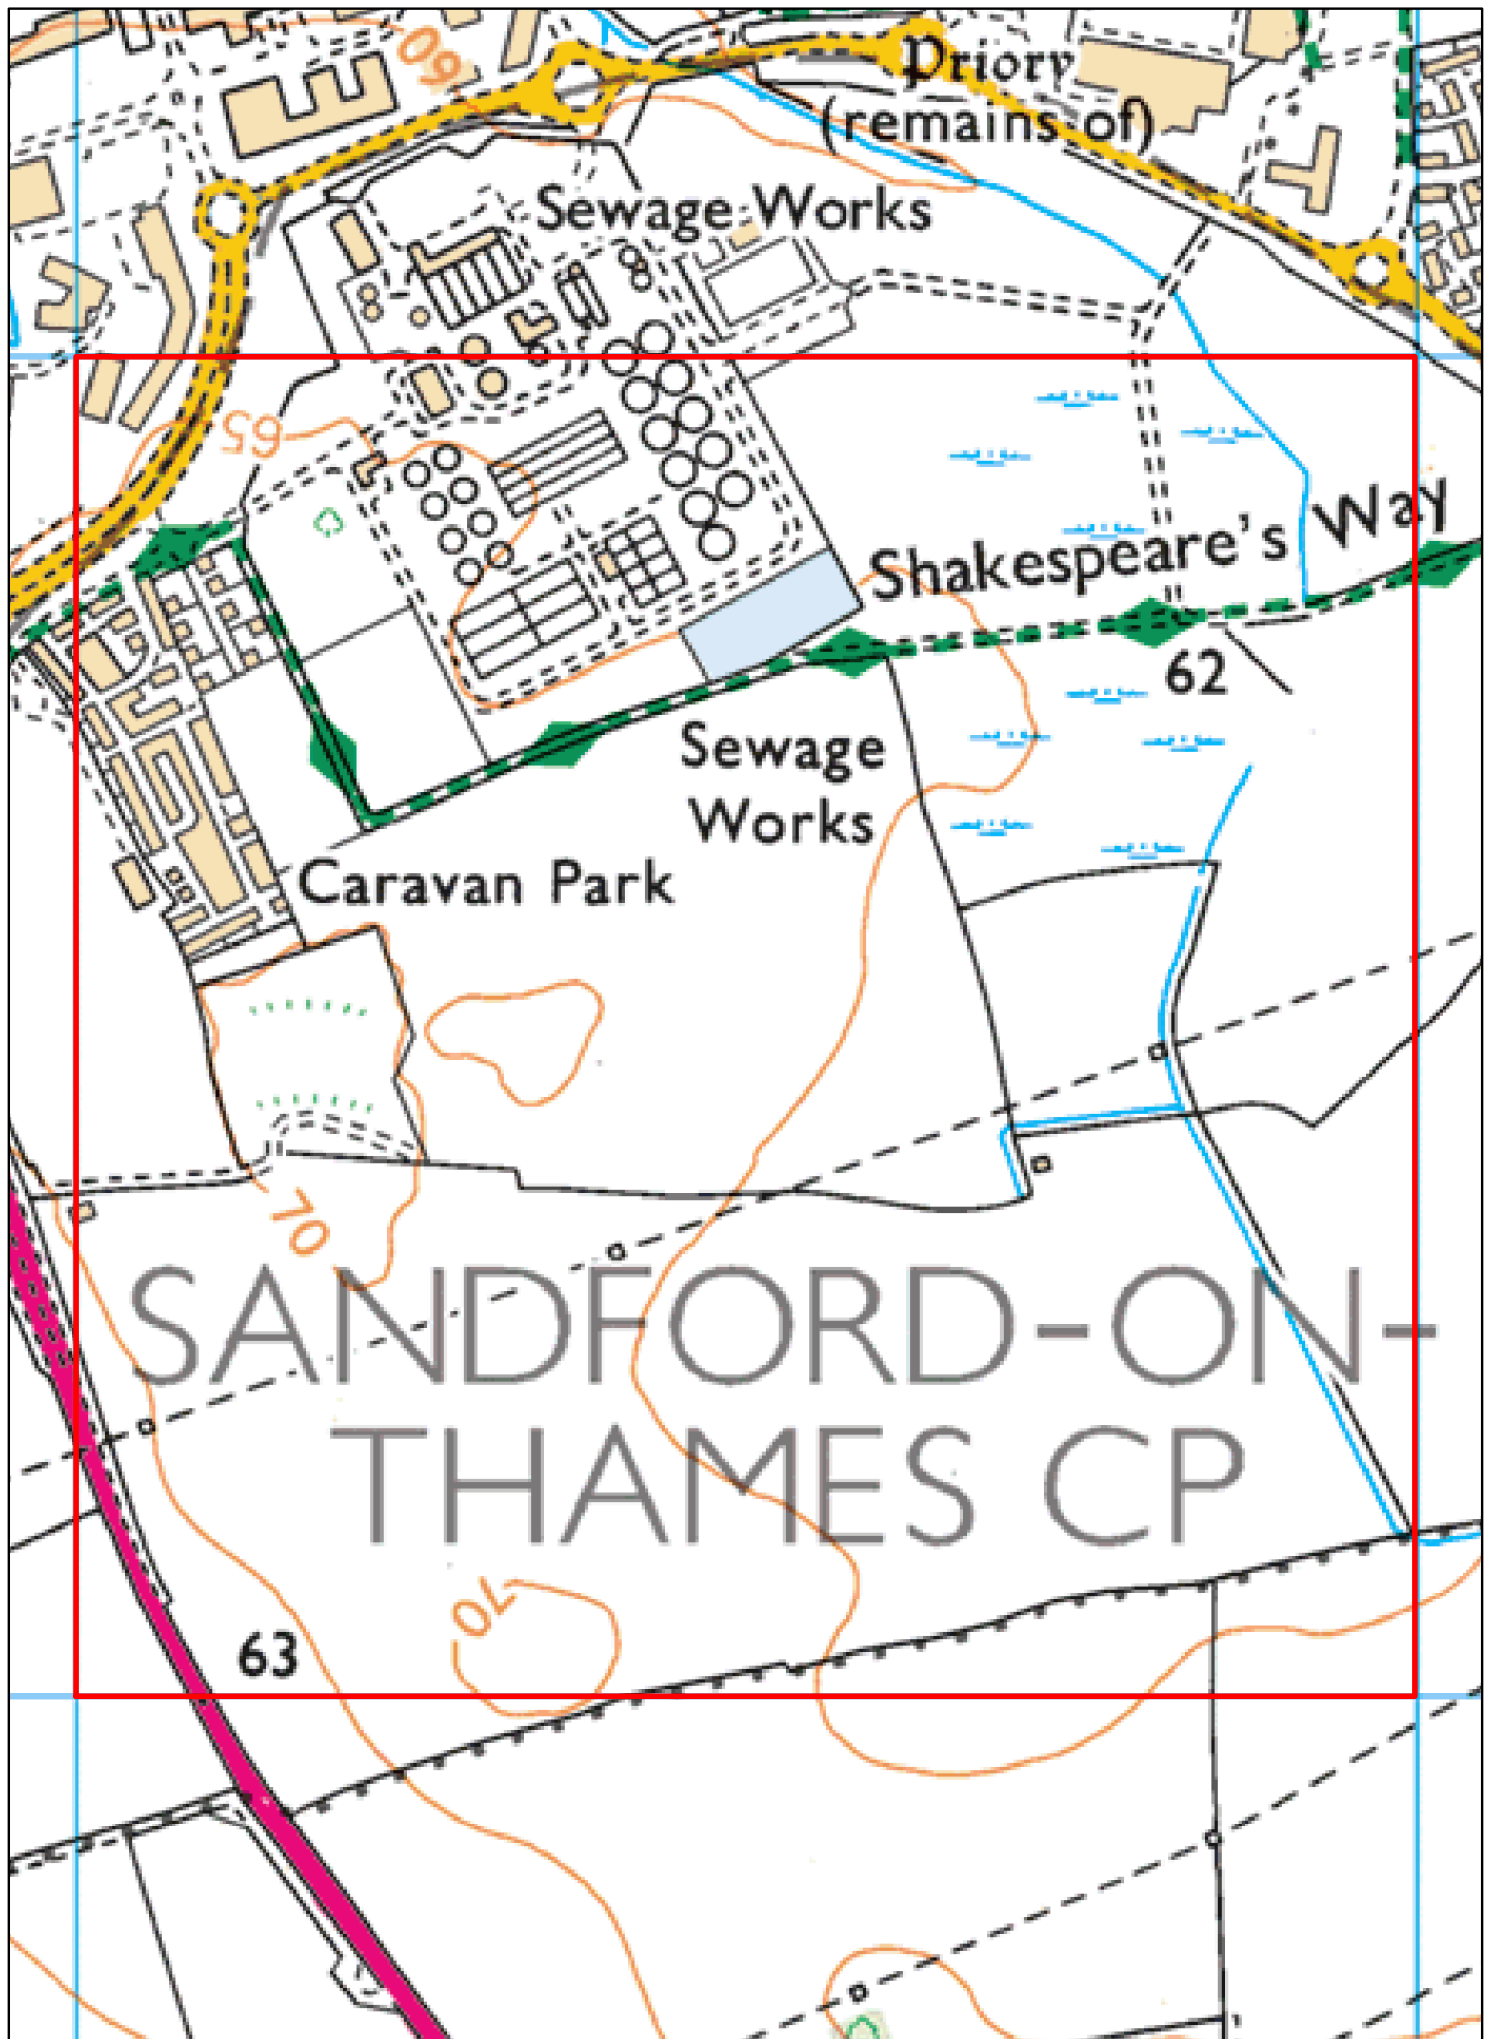 60
Priory
(remains of)
Sewage Works
65
Shakespeare's Way
62
Sewage
Works
Caravan Park
70
SANDFORD-ON-
THAMES CP
70
63